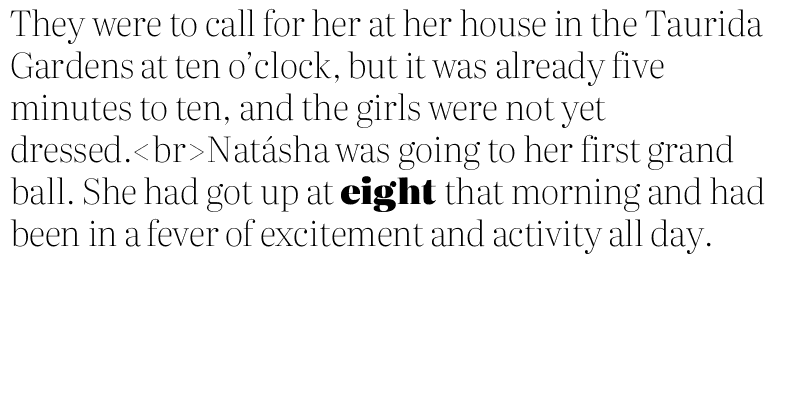 They were to call for her at her house in the Taurida
Gardens at ten o’clock, but it was already five
minutes to ten, and the girls were not yet
dressed.<br>Natásha was going to her first grand
ball. She had got up at eight that morning and had
been in a fever of excitement and activity all day.